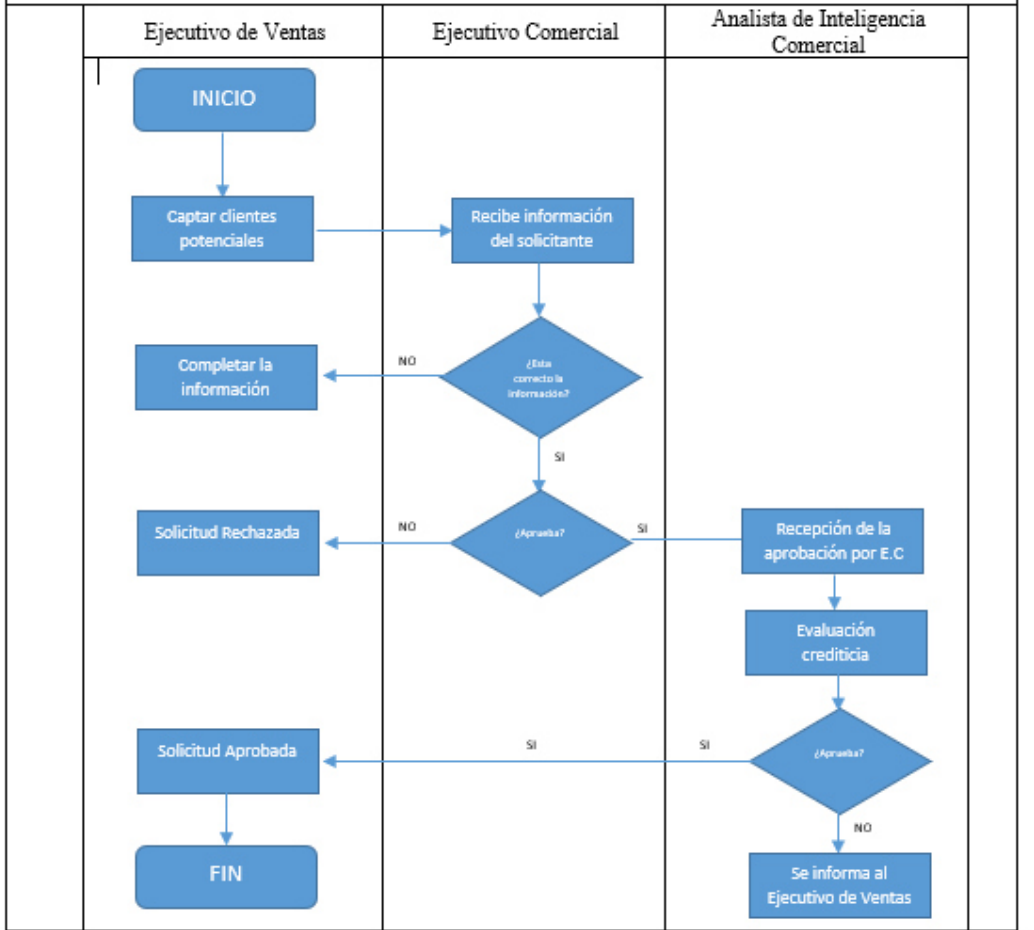 Ejecutivo de Ventas
Ejecutivo Comercial
Analista de Inteligencia
Comercial
INICIO
Captar clientes
potenciales
Recibe información
del solicitante
Completar la
información
NO
¿Esta
correcto la
información?
SI
Solicitud Rechazada
NO
¿Aprueba?
SI
Recepción de la
aprobación por E.C
Evaluación
crediticia
Solicitud Aprobada
SI
SI
¿Aprueba?
NO
FIN
Se informa al
Ejecutivo de Ventas